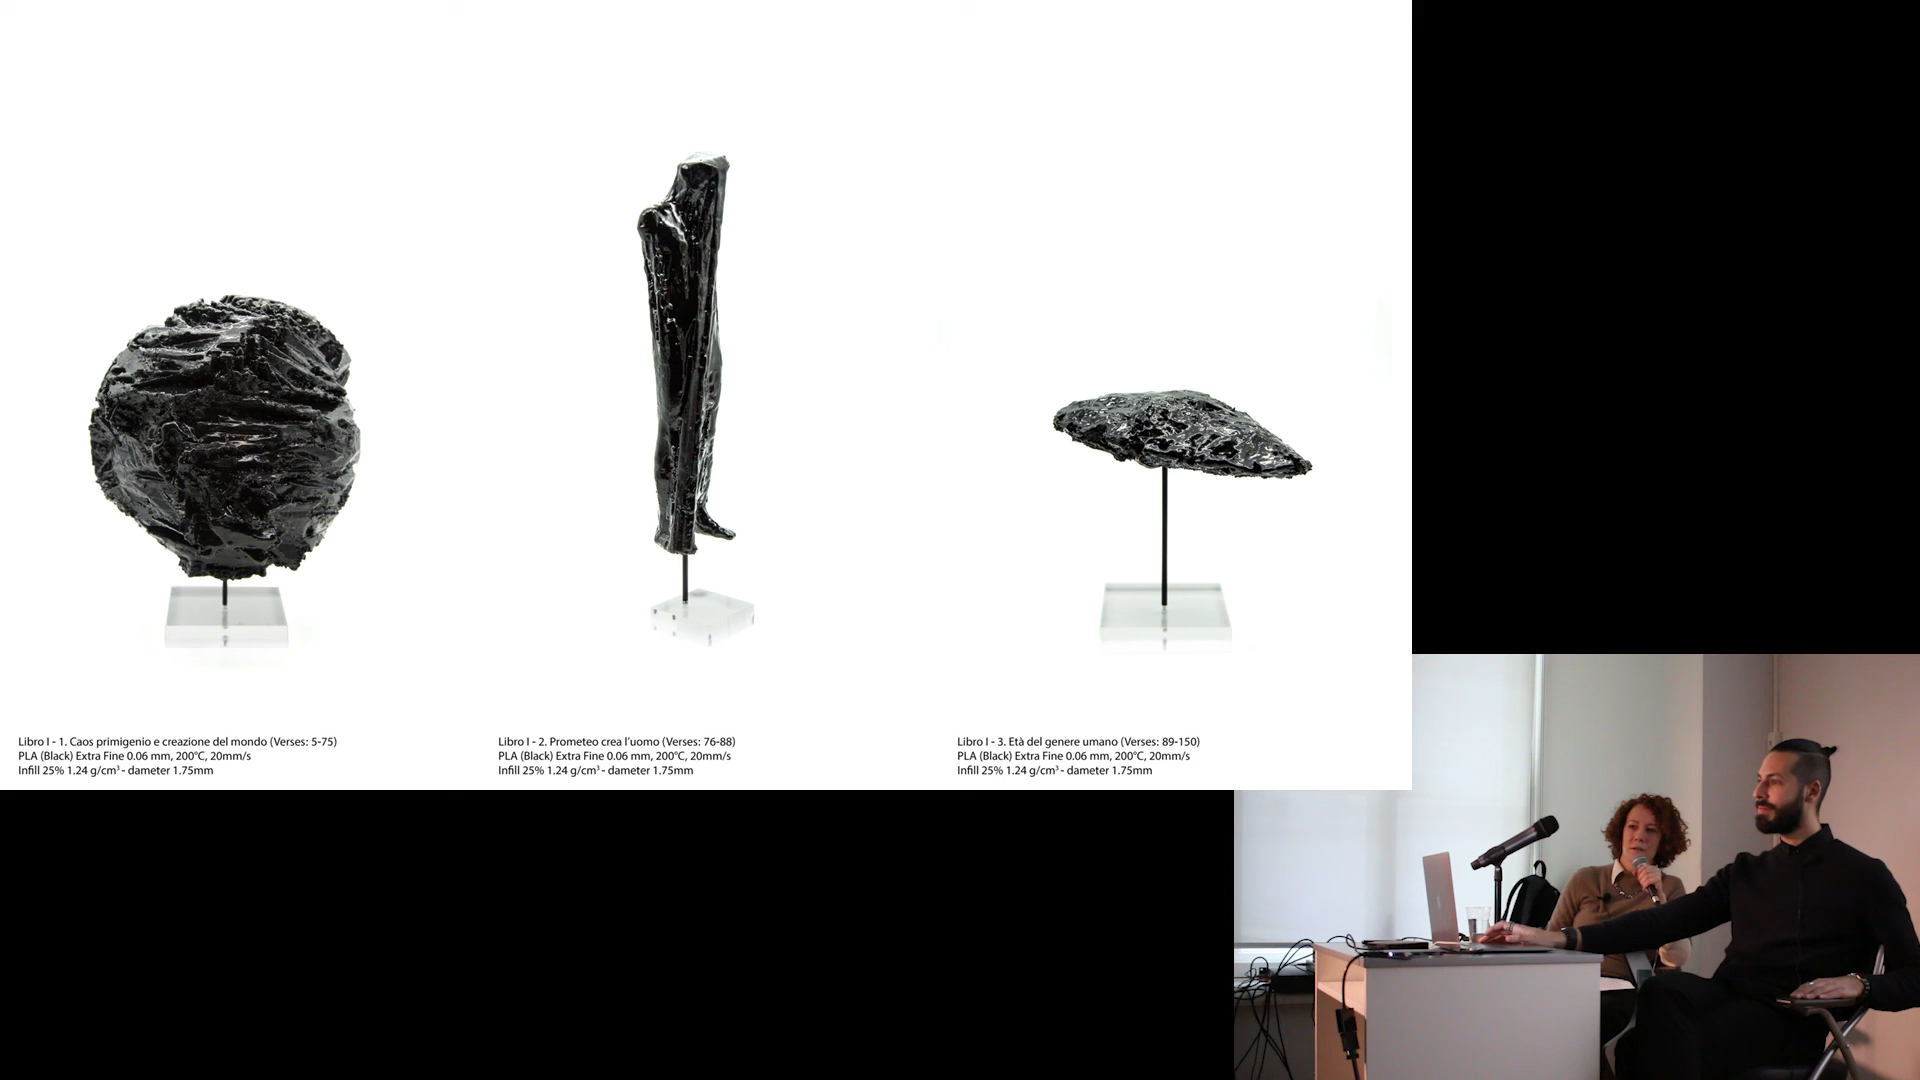 Libro I - 1. Caos primigenio e creazione del mondo (Verses: 5-75)
PLA (Black) Extra Fine 0.06 mm, 200°C, 20mm/s
Infill 25% 1.24 g/cm³ - dameter 1.75mm
Libro I - 2. Prometeo crea l'uomo (Verses: 76-88)
PLA (Black) Extra Fine 0.06 mm, 200°C, 20mm/s
Infill 25% 1.24 g/cm³ - dameter 1.75mm
Libro I - 3. Età del genere umano (Verses: 89-150)
PLA (Black) Extra Fine 0.06 mm, 200°C, 20mm/s
Infill 25% 1.24 g/cm³ - dameter 1.75mm